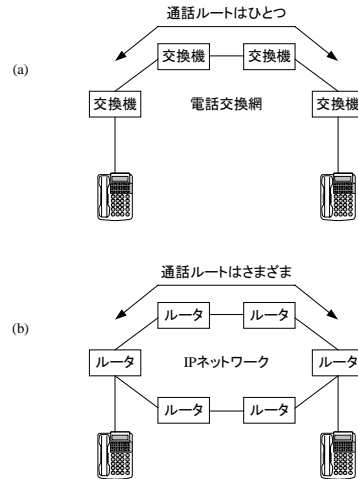 通話ルートはひとつ
(a)
交換機 交換機
交換機 電話交換網 交換機
通話ルートはさまざま
(b)
ルータ ルータ
ルータ IPネットワーク ルータ
ルータ ルータ